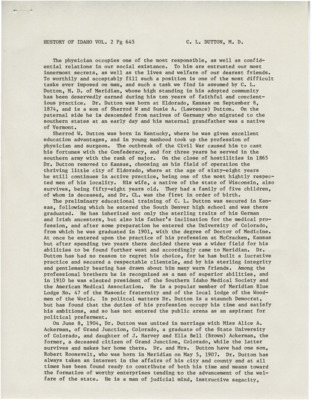 HISTORY OF IDAHO VOL. 2 Pg 643 C. L. DUTTON, M. D.
The physician occupies one of the most responsible, as well as confid-
ential relations in our social existence. To him are entrusted our most
innermost secrets, as well as the lives and welfare of our dearest friends.
To worthily and acceptably fill such a position is one of the most difficult
tasks ever imposed on man, and such a task we find is assumed by C. L.
Dutton, M. D. of Meridian, whose high standing in his adopted community
has been deservedly earned during his ten years of faithful and conscient-
ious practice. Dr. Dutton was born at Eldorado, Kansas on September 8,
1874, and is a son of Sherrod W and Susie A. (Lawrence) Dutton. On the
paternal side he is descended from natives of Germany who migrated to the
southern states at an early day and his maternal grandfather was a native
of Vermont.
Sherrod W. Dutton was born in Kentucky, where he was given excellent
education advantages, and in young manhood took up the profession of
physician and surgeon. The outbreak of the Civil War caused him to cast
his fortunes with the Confederacy, and for three years he served in the
southern army with the rank of major. On the close of hostilities in 1865
Dr. Dutton removed to Kansas, choosing as his field of operation the
thriving little city of Eldorado, where at the age of sixty-eight years
he still continues in active practice, being one of the most highly respec-
ted men of his locality. His wife, a native of the state of Wisconsin, also
survives, being fifty-eight years old. They had a family of five children,
of whom is deceased, and Dr. CL. was the first in order of birth.
The preliminary educational training of C. L. Dutton was secured in Kan-
sas, following which he entered the South Denver high school and was there
graduated. He has inherited not only the sterling traits of his German
and Irish ancestors, but also his father's inclination for the medical pro-
fession, and after some preparation he entered the University of Colorado,
from which he was graduated in 1901, with the degree of Doctor of Medicine.
At once he entered upon the practice of his profession at McCracken, Kansas,
but after spending two years there decided there was a wider field for his
abilities to be found further west and accordingly came to Meridian. Dr.
Dutton has had no reason to regret his choice, for he has built a lucrative
practice and secured a responsible clientele, and by his sterling integrity
and genlemanly bearing has drawn about him many warm friends. Among the
professional brothers he is recognized as a man of superior abilities, and
in 1910 he was elected president of the Southern Idaho Medical Society and
the American Medical Association. He is a popular member of Meridian Blue
Lodge No. 47 of the Masonic fraternity and of the local lodge of the Wood-
men of the World. In political matters Dr. Dutton is a staunch Democrat,
but has found that the duties of his profession occupy his time and satisfy
his ambitions, and so has not entered the public arena as an aspirant for
political preferment.
On June 8, 1904, Dr. Dutton was united in marriage with Miss Alice A.
Ackerman, of Grand Junction, Colorado, a graduate of the State University
of Colorado, and daughter of J. Harvey and Ella Bell (Brown) Ackerman, the
former, a deceased citizen of Grand Junction, Colorado, while the letter
survives and makes her home there. Dr. and Mrs. Dutton have had one son,
Robert Roosevelt, who was born in Meridian on May 5, 1907. Dr. Dutton has
always taken an interest in the affairs of his city and county and at all
times has been found ready to contribute of both his time and means toward
the formation of worthy enterprises tending to the advancement of the wel-
fare of the state. He is a man of judicial mind, instructive sagacity,